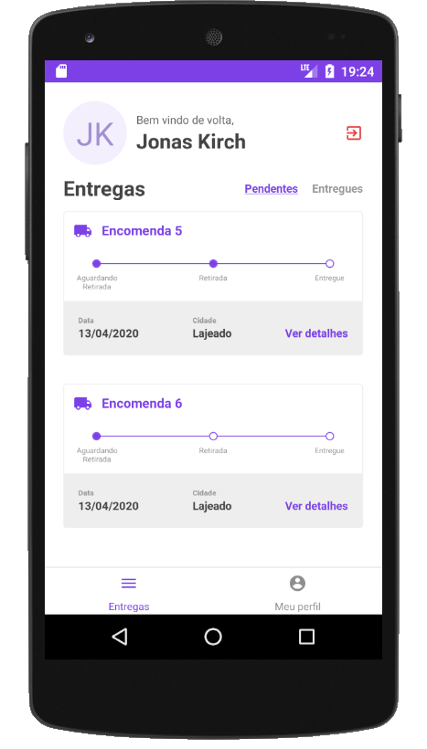 LTE 19:24
JK
Bem vindo de volta,
Jonas Kirch
Entregas Pendentes Entregues
Encomenda 5
Aguardando Retirada Entregue
Retirada
Data Cidade
13/04/2020 Lajeado Ver detalhes
Encomenda 6
Aguardando Retirada Entregue
Retirada
Data Cidade
13/04/2020 Lajeado Ver detalhes
Entregas Meu perfil